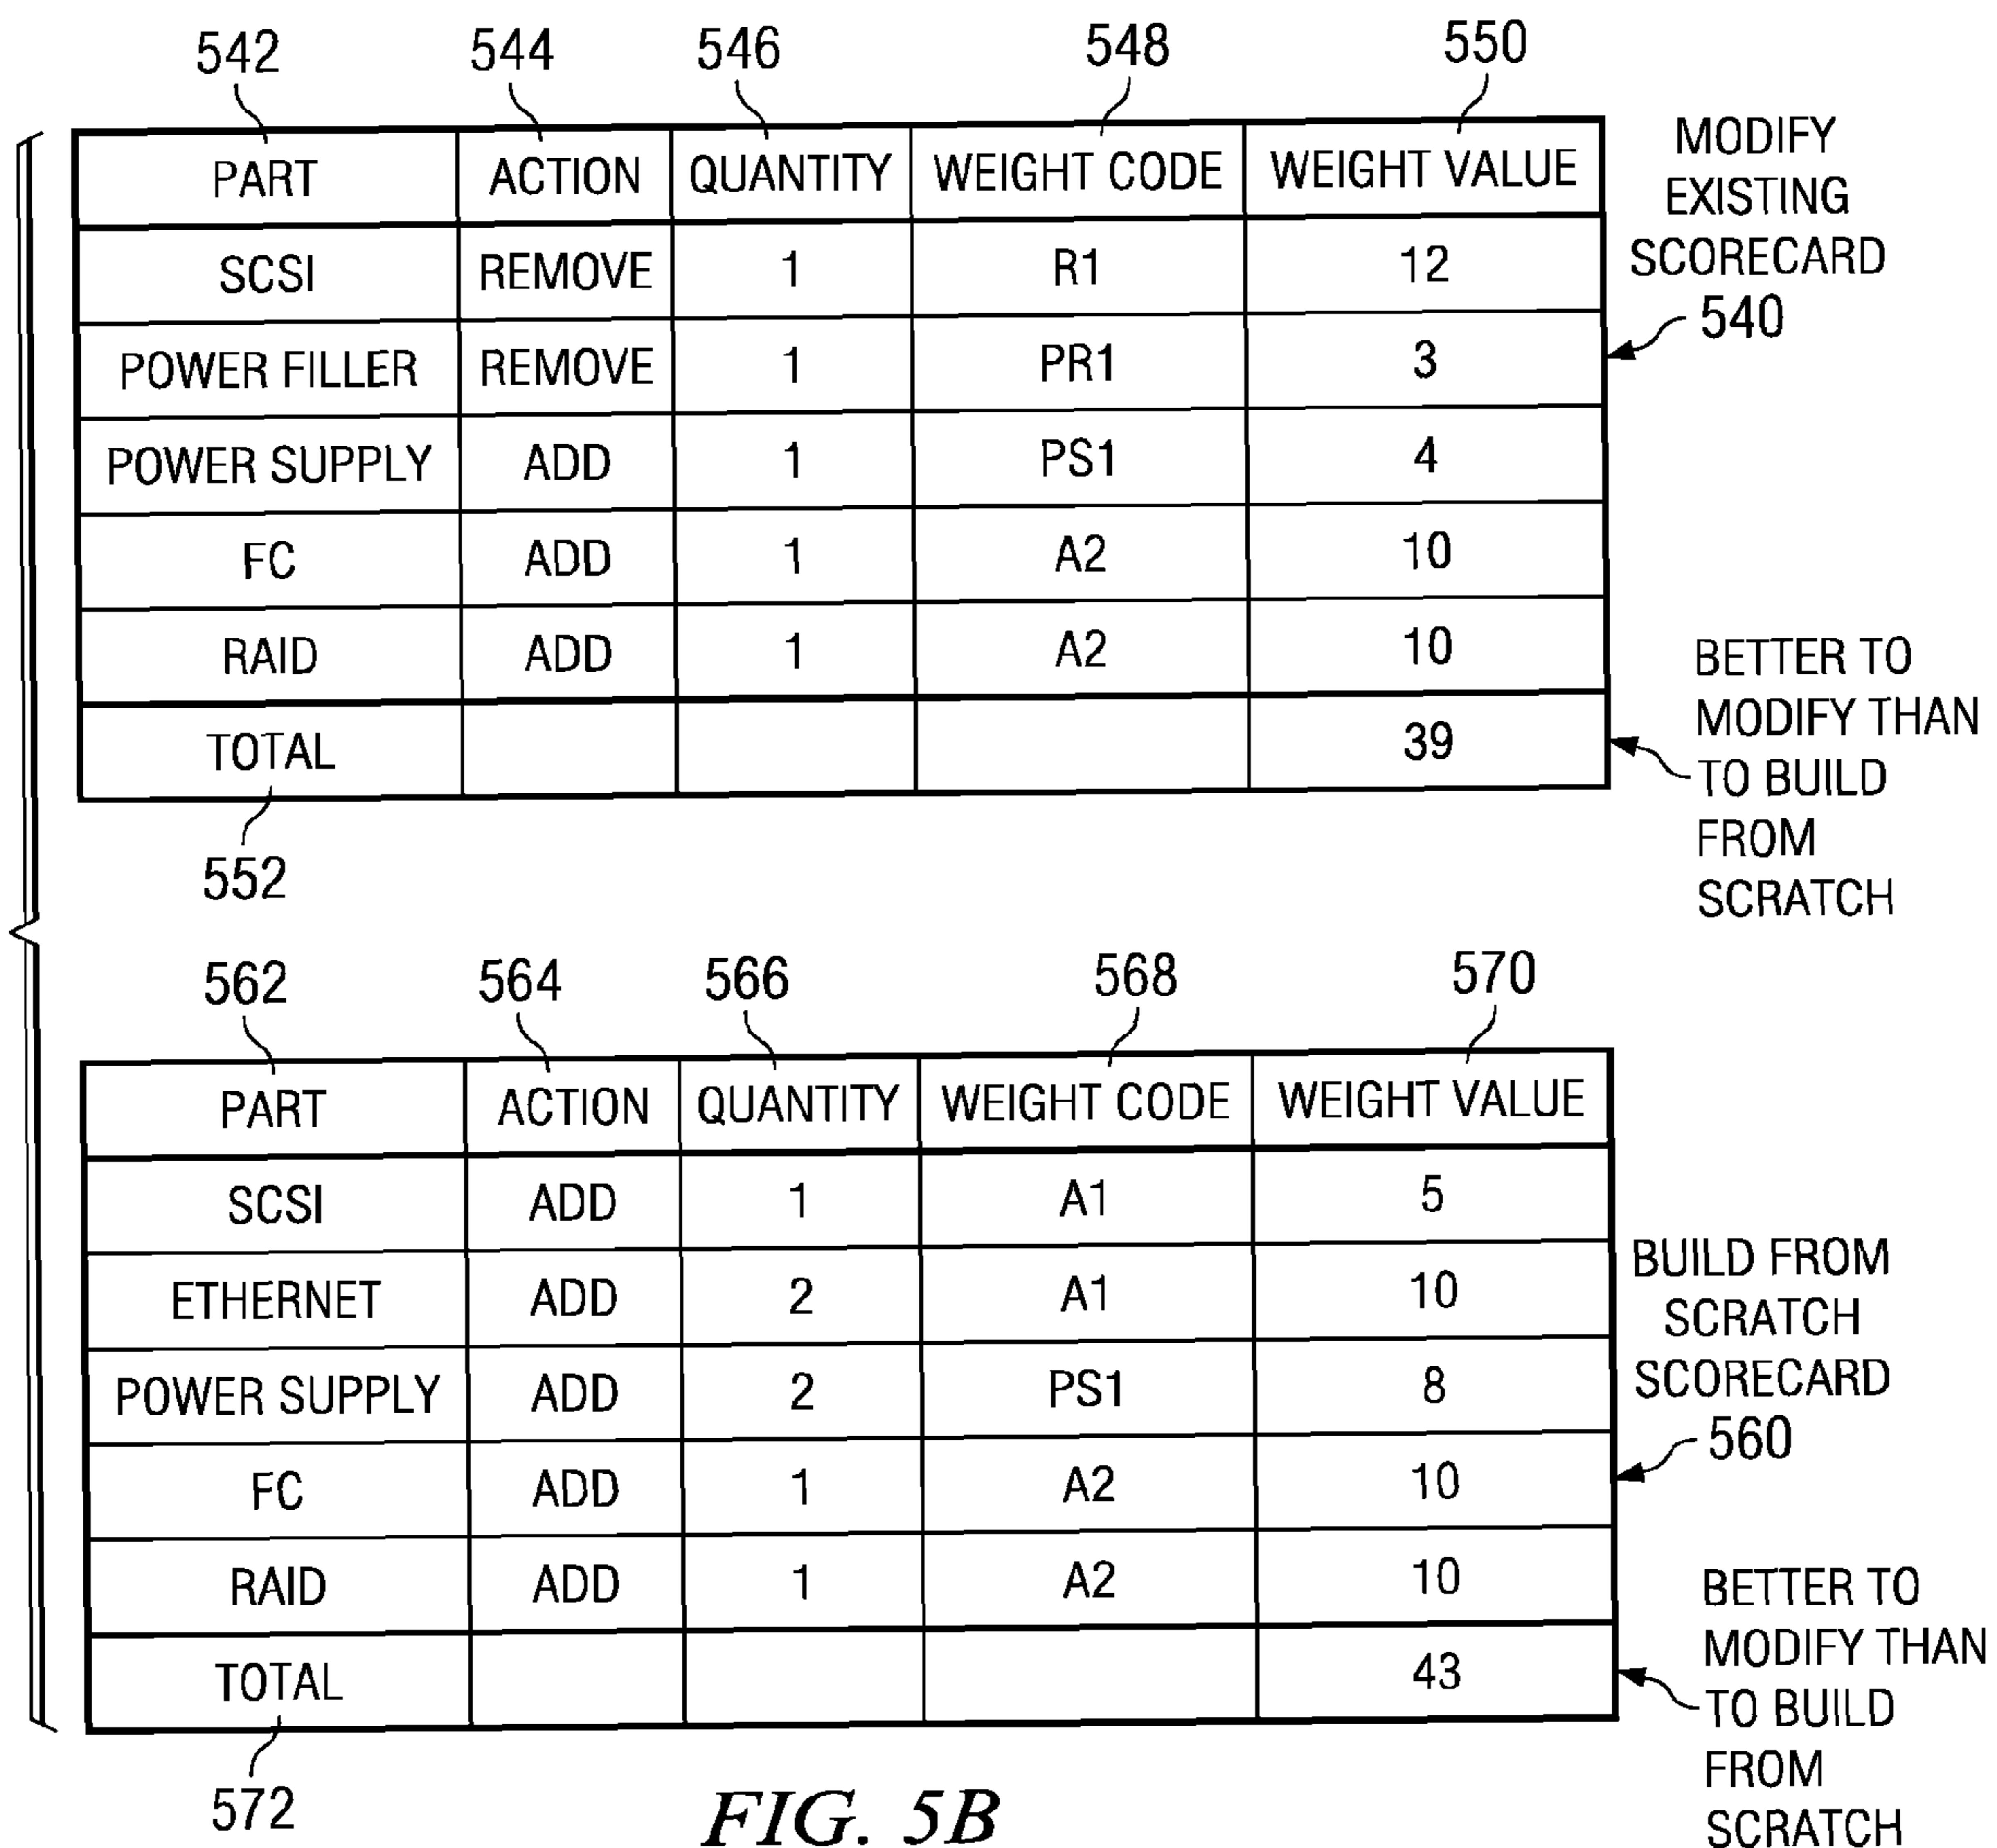 542 544 546 548 550
PART ACTION QUANTITY WEIGHT CODE WEIGHT VALUE
SCSI REMOVE 1 R1 12
POWER FILLER REMOVE 1 PR1 3
POWER SUPPLY ADD 1 PS1 4
FC ADD 1 A2 10
RAID ADD 1 A2 10
TOTAL 39
552
MODIFY
EXISTING
SCORECARD
540
BETTER TO
MODIFY THAN
TO BUILD
FROM
SCRATCH
562 564 566 568 570
PART ACTION QUANTITY WEIGHT CODE WEIGHT VALUE
SCSI ADD 1 A1 5
ETHERNET ADD 2 A1 10
POWER SUPPLY ADD 2 PS1 8
FC ADD 1 A2 10
RAID ADD 1 A2 10
TOTAL 43
572
BUILD FROM
SCRATCH
SCORECARD
560
BETTER TO
MODIFY THAN
TO BUILD
FROM
SCRATCH
FIG. 5B